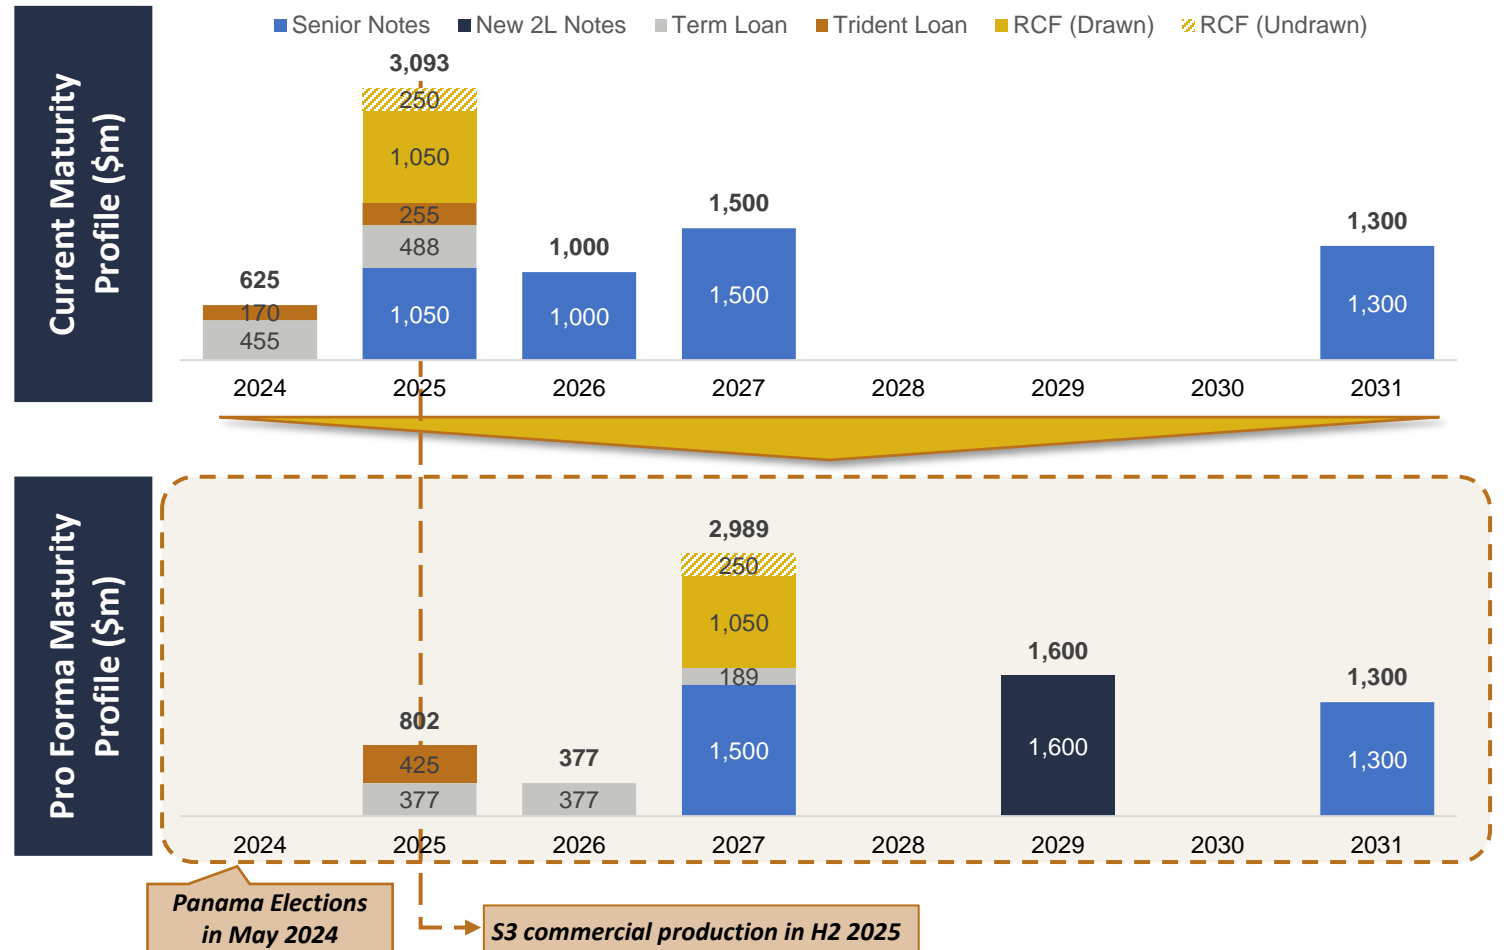 Senior Notes New 2L Notes Term Loan Trident Loan RCF (Drawn) RCF (Undrawn)
Current Maturity
Profile ($m)
3,093
250
1,050
255
488
1,050
625
170
455
1,000
1,000
1,500
1,500
1,300
1,300
2024 2025 2026 2027 2028 2029 2030 2031
Pro Forma Maturity
Profile ($m)
802
425
377
377
377
2,989
250
1,050
189
1,500
1,600
1,600
1,300
1,300
2024 2025 2026 2027 2028 2029 2030 2031
Panama Elections
in May 2024
S3 commercial production in H2 2025